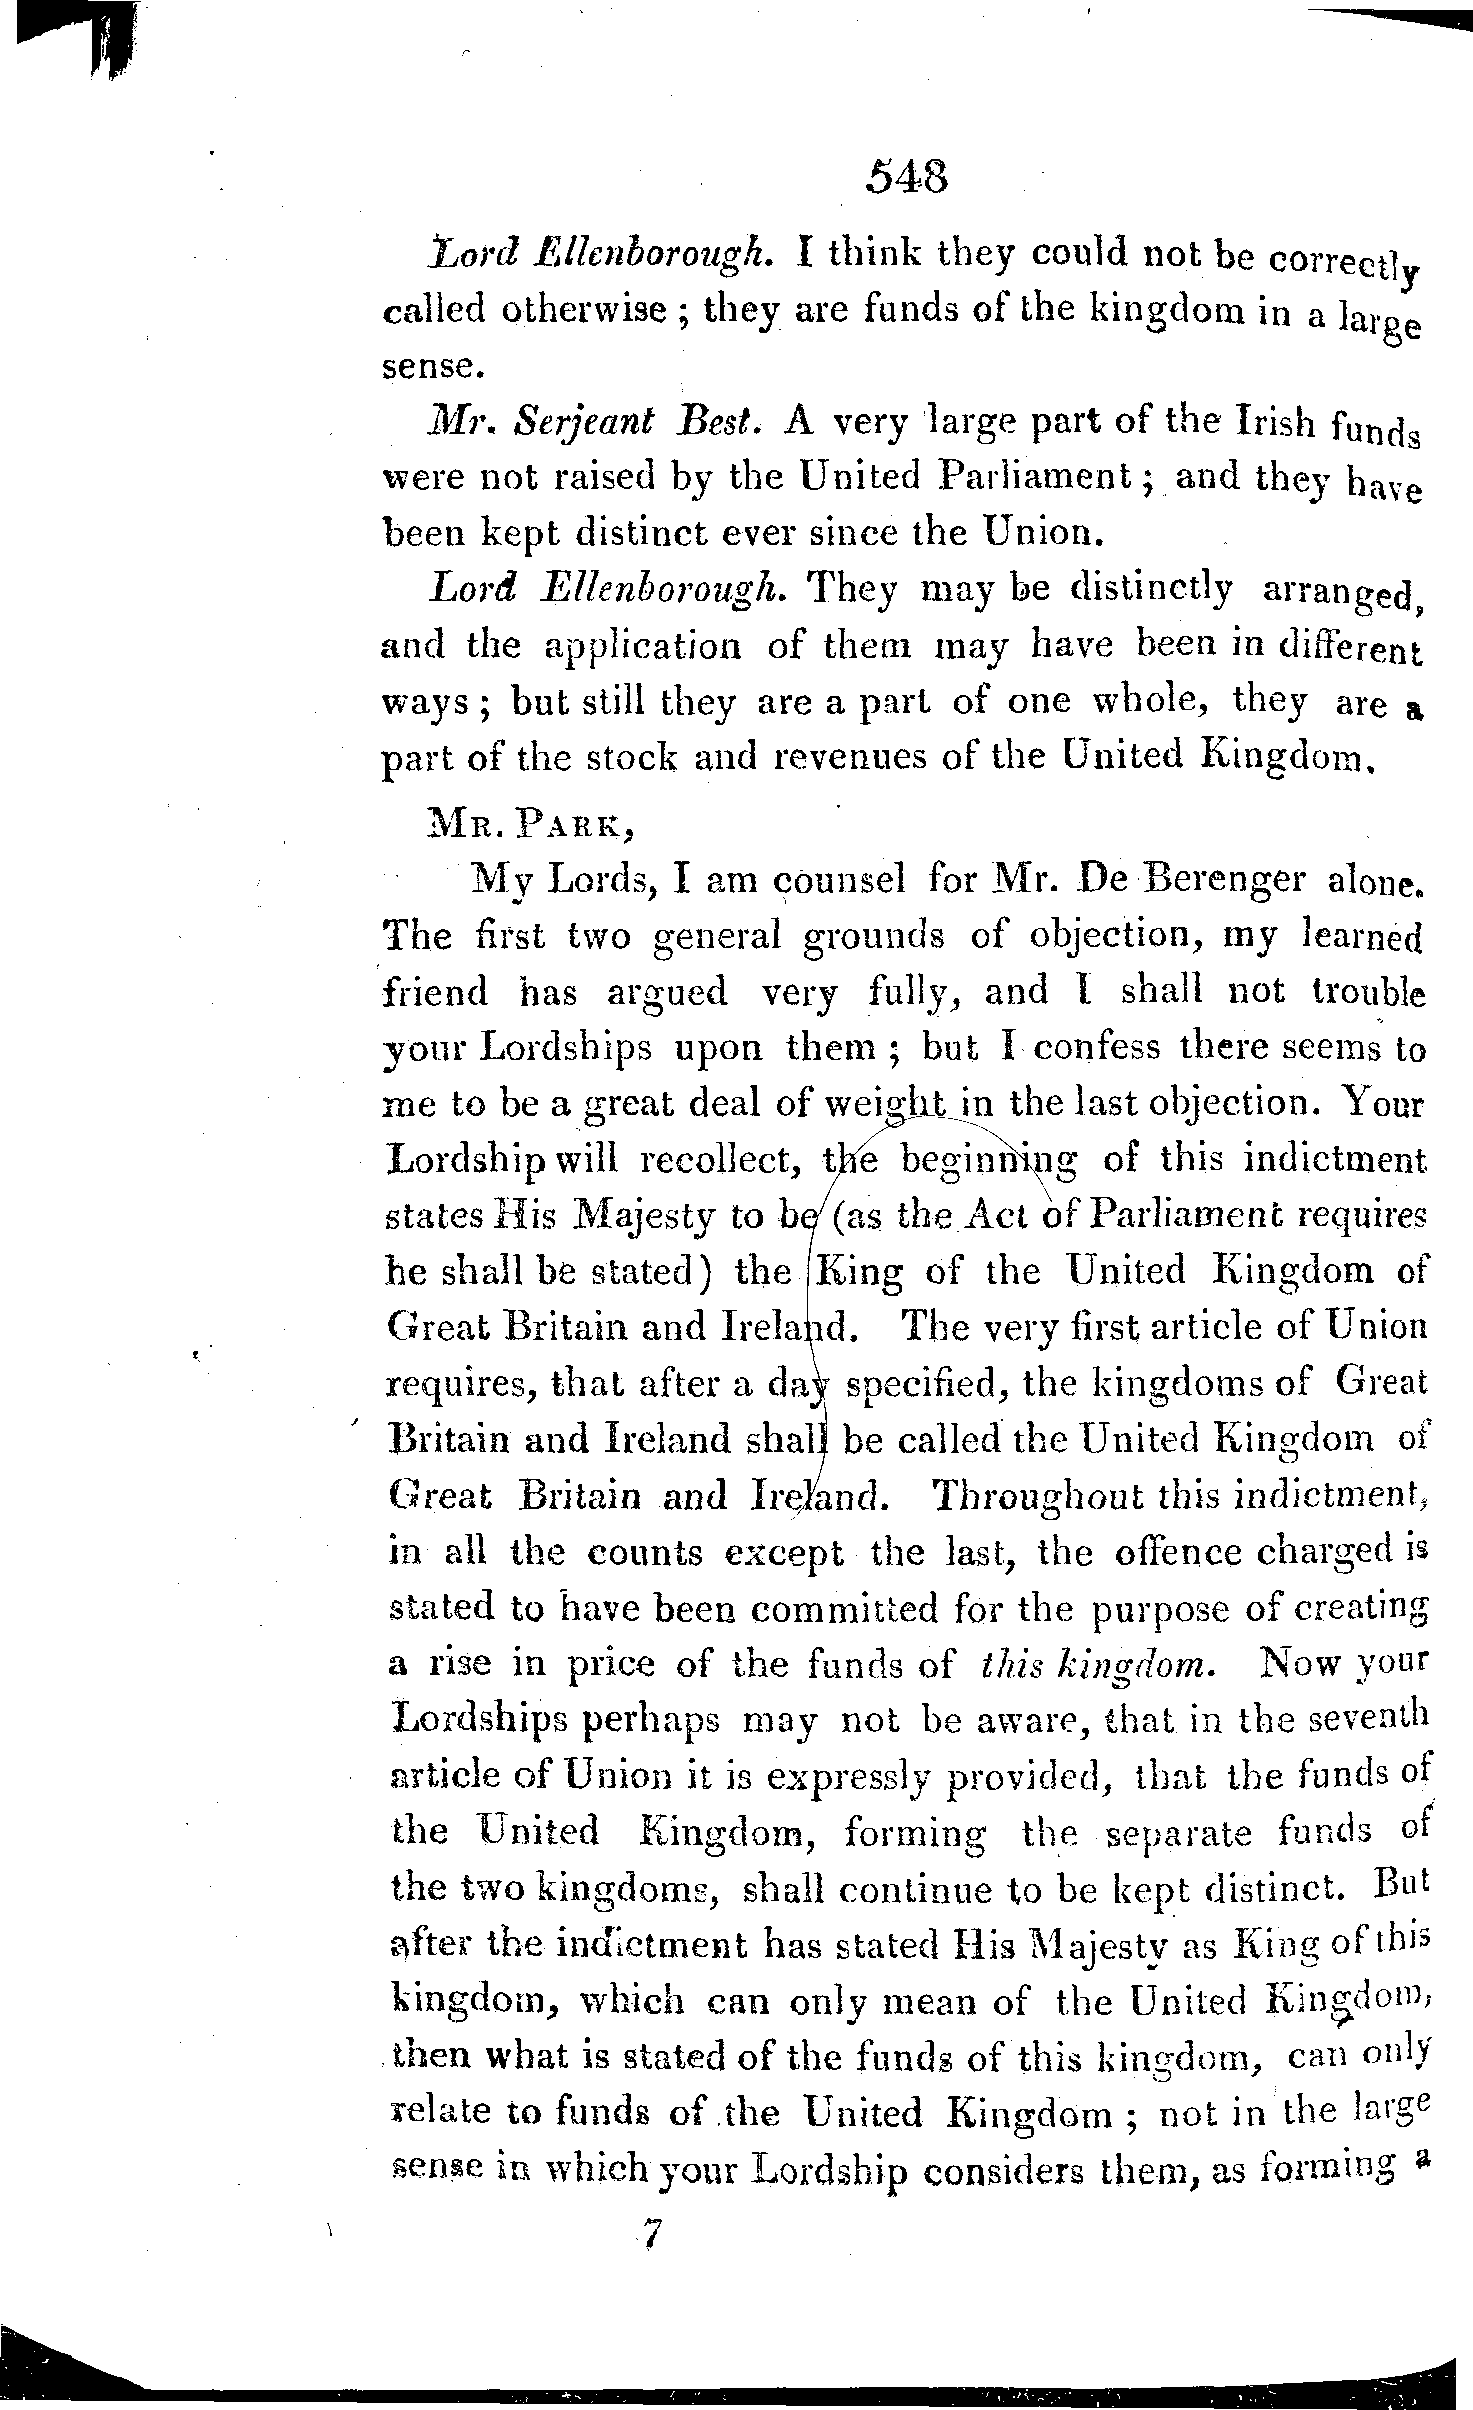 548
Lord Ellenborough. I think they could not be correctly
called otherwise ; they are funds of the kingdom in a large
sense.
Mr. Serjeant Best. A very large part of the Irish funds
were not raised by the United Parliament ; and they have
been kept distinct ever since the Union.
Lord Ellenborough. They may be distinctly arranged,
and the application of them may have been in different
ways ; but still they are a part of one whole, they are a
part of the stock and revenues of the United Kingdom.
MR. PARK,
My Lords, I am counsel for Mr. De Berenger alone.
The first two general grounds of objection, my learned
friend has argued very fully, and I shall not trouble
your Lordships upon them ; but I confess there seems to
me to be a great deal of weight in the last objection. Your
Lordship will recollect, the beginning of this indictment
states His Majesty to be (as the Act of Parliament requires
he shall be stated) the King of the United Kingdom of
Great Britain and Ireland. The very first article of Union
requires, that after a day specified, the kingdoms of Great
Britain and Ireland shall be called the United Kingdom of
Great Britain and Ireland. Throughout this indictment,
in all the counts except the last, the offence charged is
stated to have been committed for the purpose of creating
a rise in price of the funds of this kingdom. Now your
Lordships perhaps may not be aware, that in the seventh
article of Union it is expressly provided, that the funds of
the United Kingdom, forming the separate funds of
the two kingdoms, shall continue to be kept distinct. But
after the indictment has stated His Majesty as King of this
kingdom, which can only mean of the United Kingdom,
then what is stated of the funds of this kingdom, can only
relate to funds of the United Kingdom ; not in the large
sense in which your Lordship considers them, as forming a
7